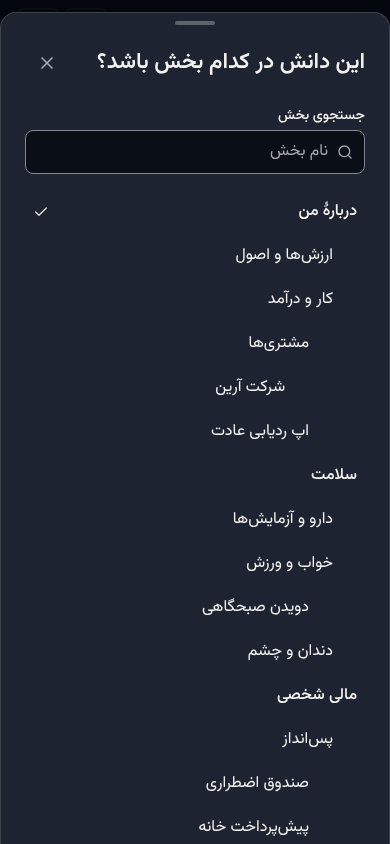 این دانش در کدام بخش باشد؟
جستجوی بخش
نام بخش
دربارهٔ من
ارزش‌ها و اصول
کار و درآمد
مشتری‌ها
شرکت آرین
اپ ردیابی عادت
سلامت
دارو و آزمایش‌ها
خواب و ورزش
دویدن صبحگاهی
دندان و چشم
مالی شخصی
پس‌انداز
صندوق اضطراری
پیش‌پرداخت خانه